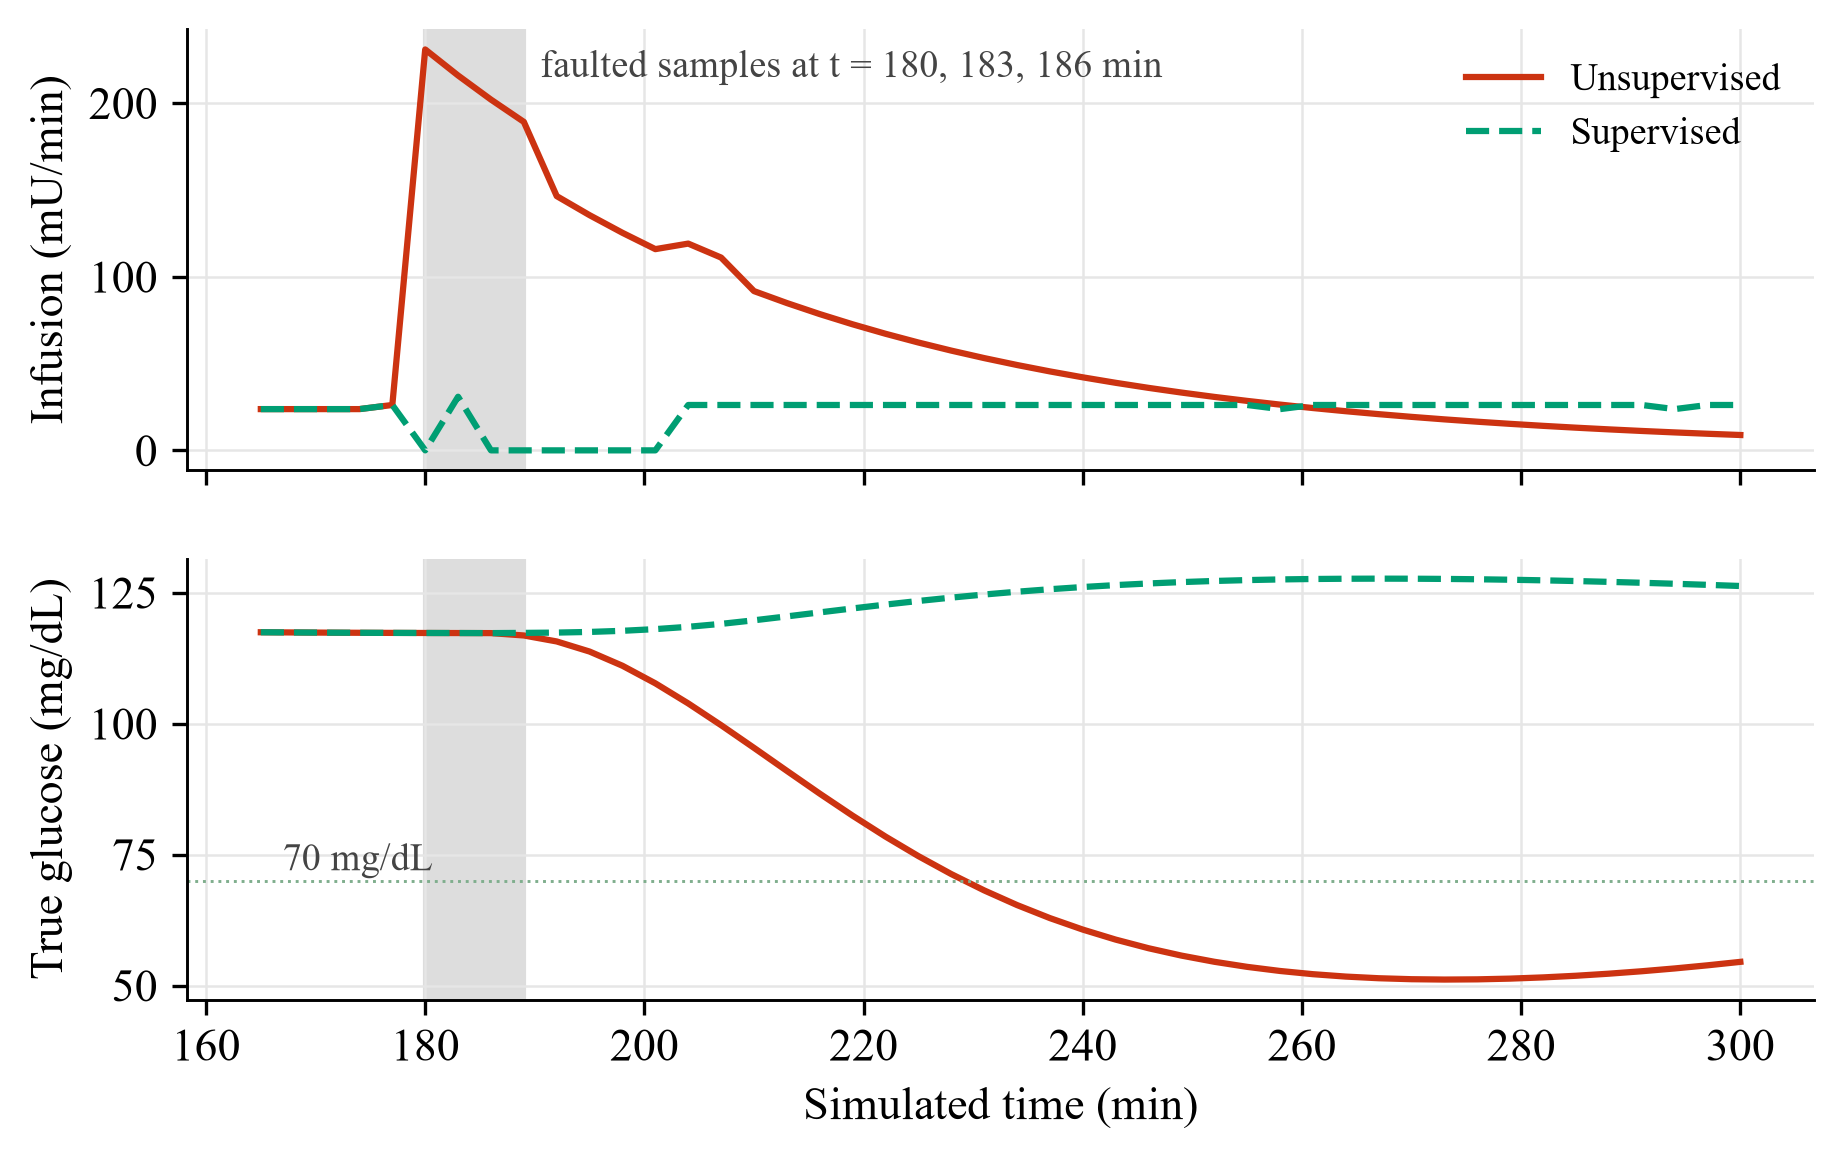 Infusion (mU/min)
200
100
0
faulted samples at t = 180, 183, 186 min
Unsupervised
Supervised
True glucose (mg/dL)
125
100
75
50
70 mg/dL
160 180 200 220 240 260 280 300
Simulated time (min)